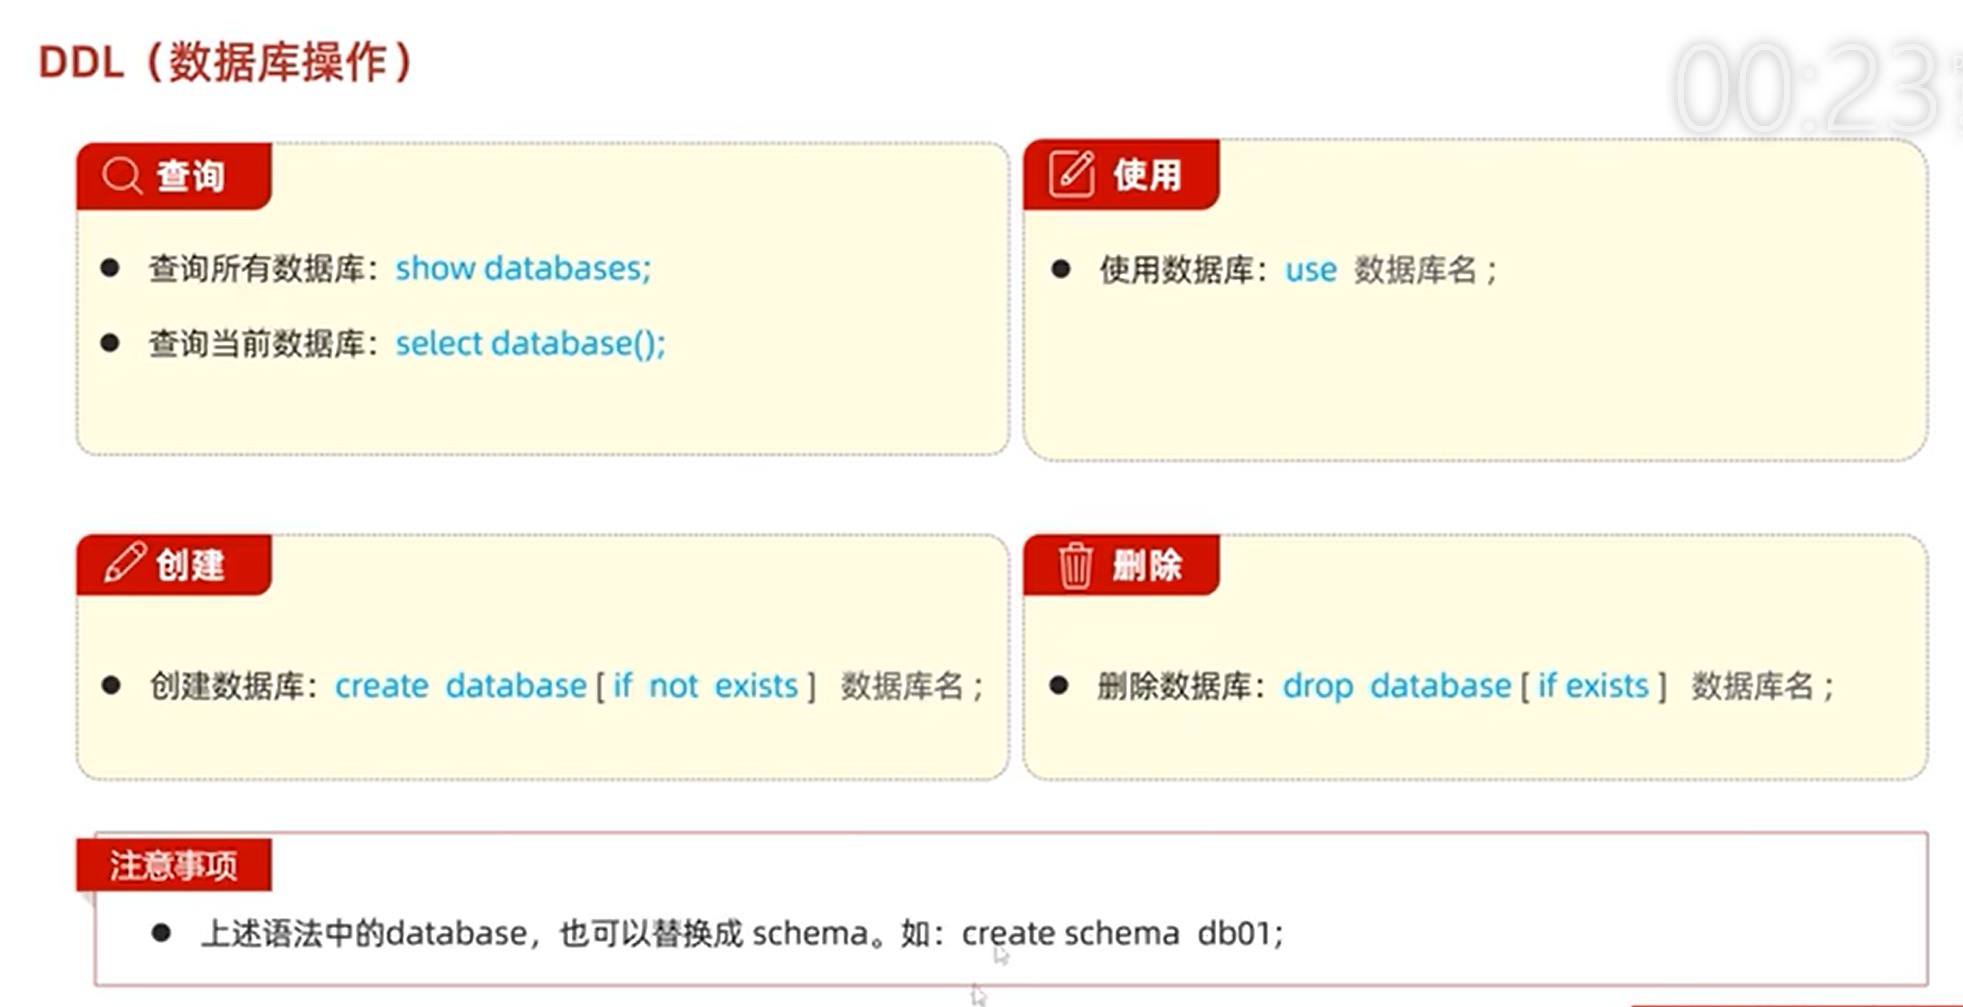 DDL（数据库操作）
00:23
查询
查询所有数据库：show databases;
查询当前数据库：select database();
使用
使用数据库：use 数据库名 ;
创建
创建数据库：create database [ if not exists ] 数据库名 ;
删除
删除数据库：drop database [ if exists ] 数据库名 ;
注意事项
上述语法中的database，也可以替换成 schema。如：create schema db01;